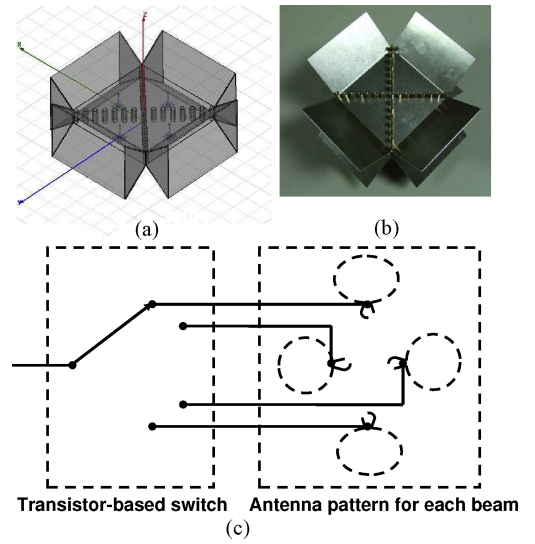 X
Z
Y
(a)
(b)
Transistor-based switch
Antenna pattern for each beam
(c)